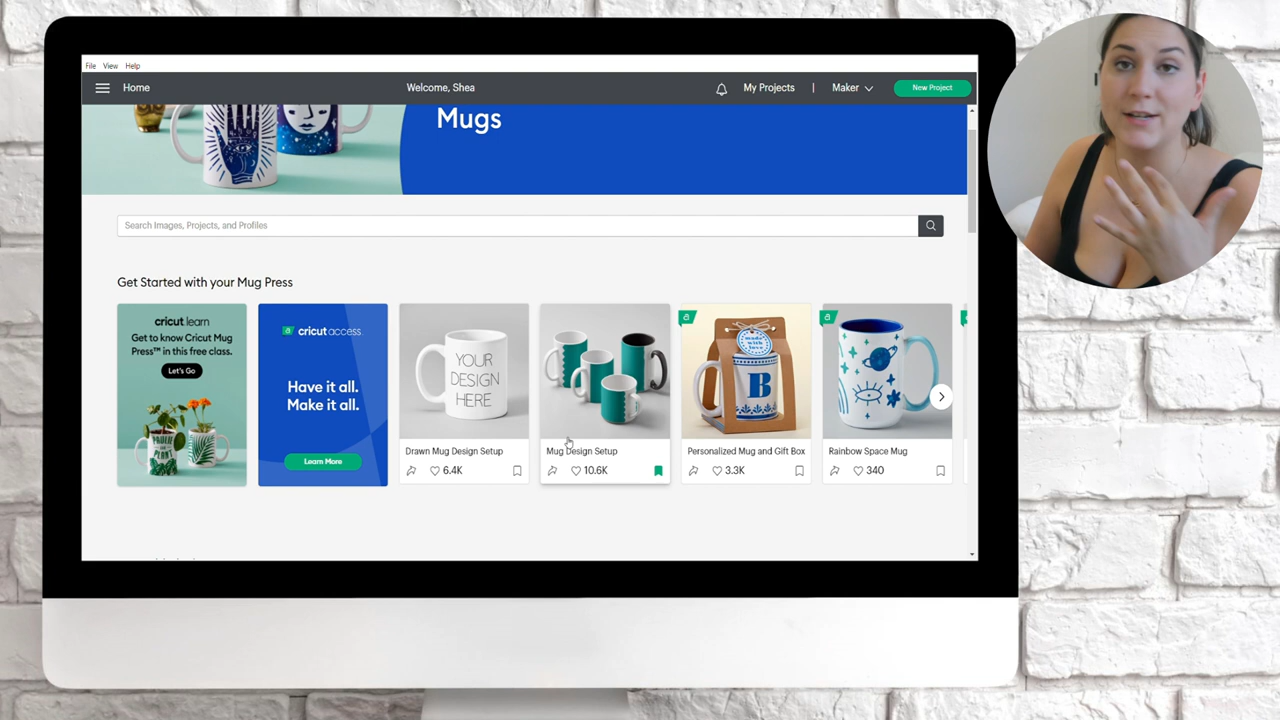 File View Help
Home
Welcome, Shea
My Projects | Maker
New Project
Mugs
Search Images, Projects, and Profiles
Get Started with your Mug Press
cricut learn
Get to know Cricut Mug
Press™ in this free class.
Let's Go
a cricut access
Have it all.
Make it all.
Learn More
YOUR
DESIGN
HERE
Drawn Mug Design Setup
6.4K
Mug Design Setup
10.6K
a
made
with
love
B
Personalized Mug and Gift Box
3.3K
a
Rainbow Space Mug
340